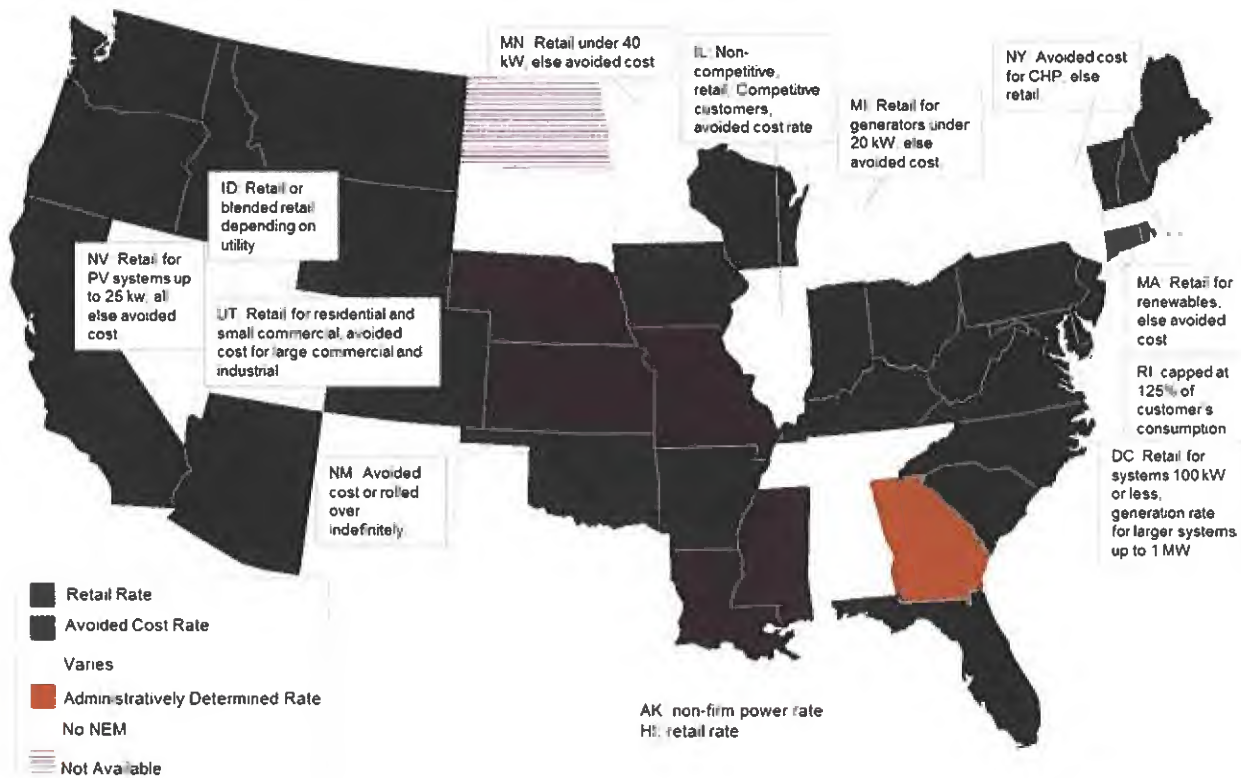 MN Retail under 40
kW, else avoided cost
IL: Non-
competitive,
retail, Competitive
customers,
avoided cost rate
MI Retail for
generators under
20 kW, else
avoided cost
NY Avoided cost
for CHP, else
retail
ID Retail or
blended retail
depending on
utility
NV Retail for
PV systems up
to 25 kw, all
else avoided
cost
UT Retail for residential and
small commercial, avoided
cost for large commercial and
industrial
MA Retail for
renewables,
else avoided
cost
RI capped at
125% of
customer's
consumption
DC Retail for
systems 100 kW
or less,
generation rate
for larger systems
up to 1 MW
NM Avoided
cost or rolled
over
indefinitely
Retail Rate
Avoided Cost Rate
Varies
Administratively Determined Rate
No NEM
Not Available
AK non-firm power rate
HI: retail rate